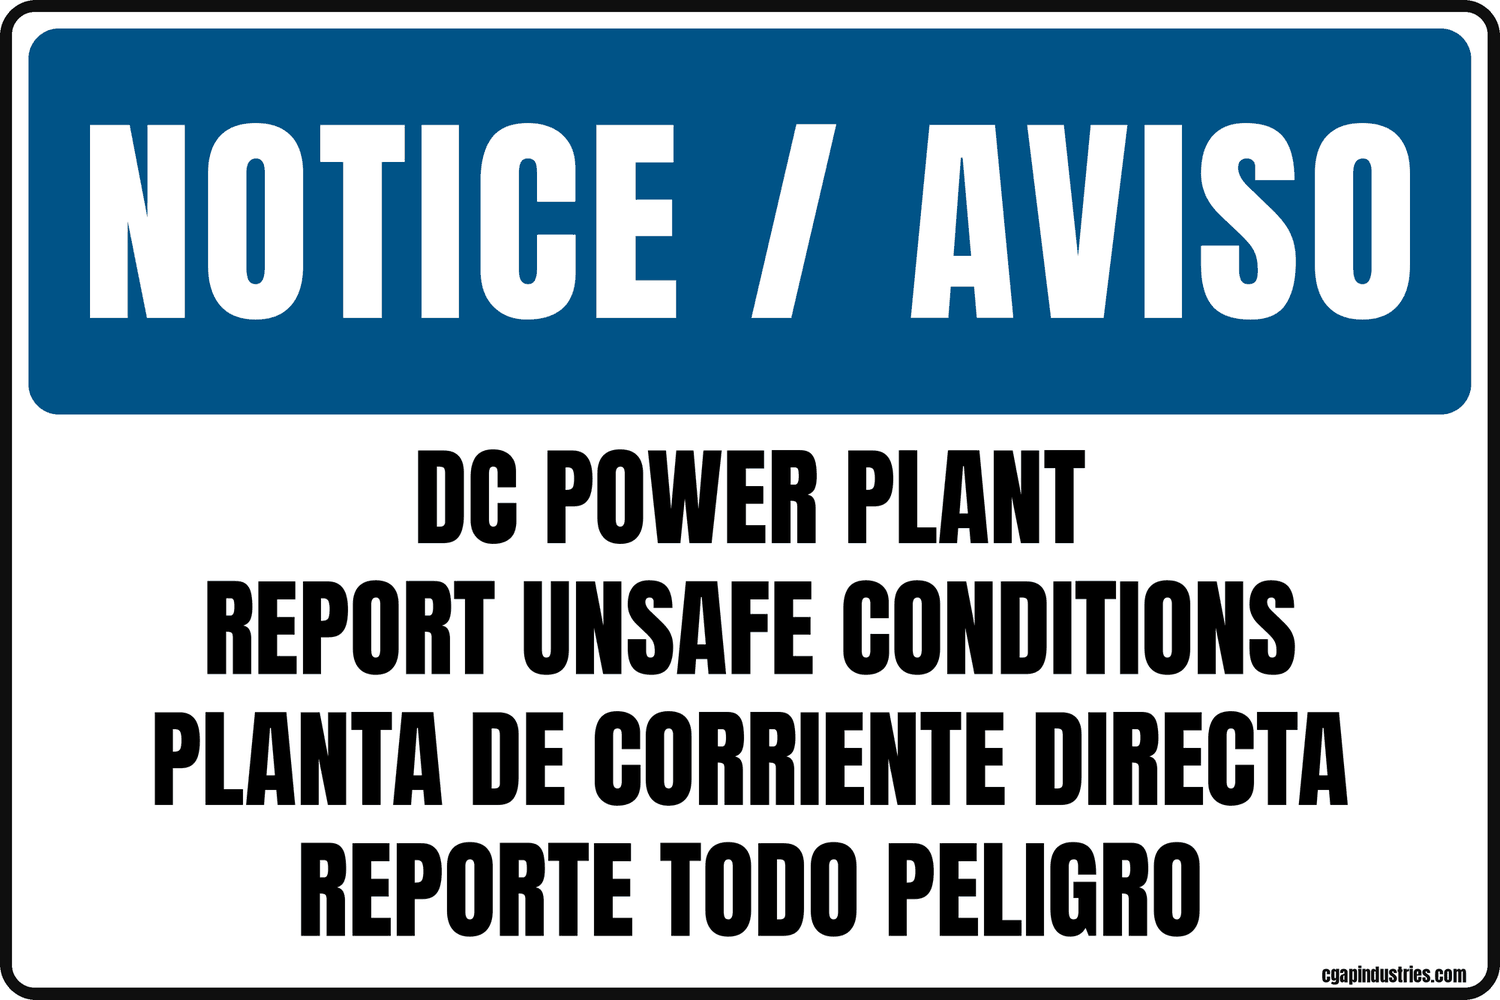 NOTICE / AVISO
DC POWER PLANT
REPORT UNSAFE CONDITIONS
PLANTA DE CORRIENTE DIRECTA
REPORTE TODO PELIGRO
cgapindustries.com